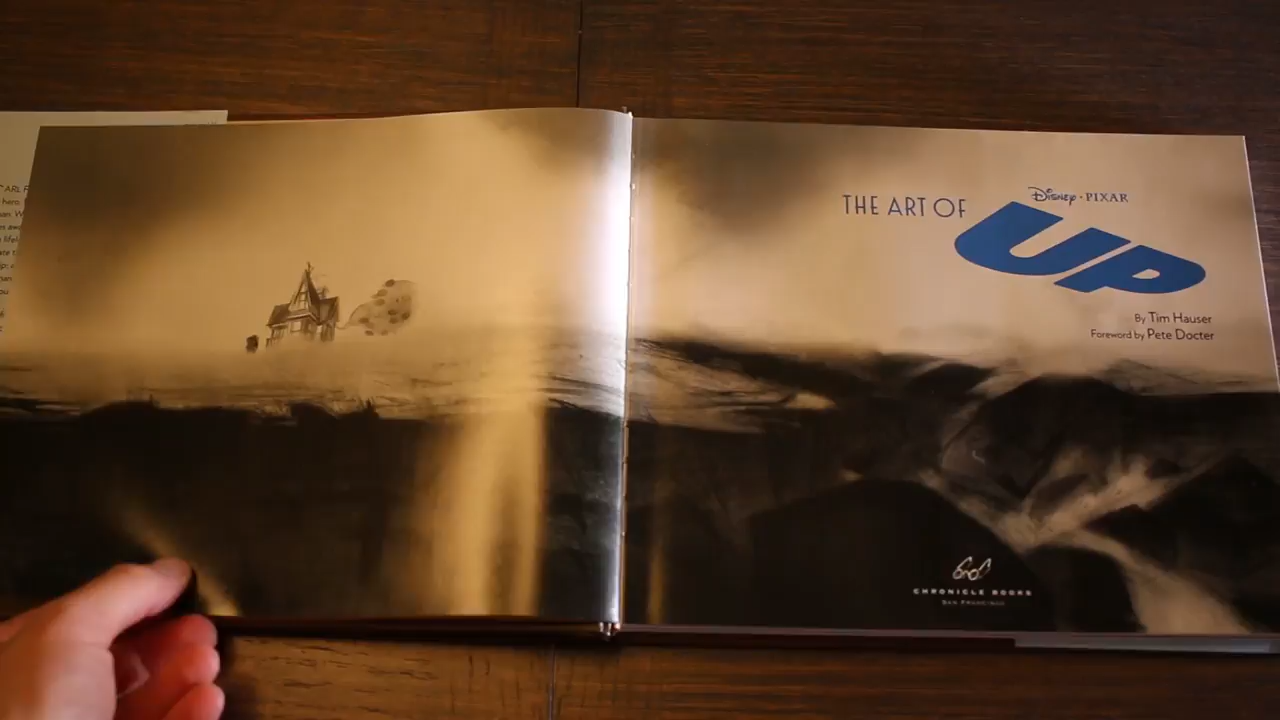 THE ART OF
DISNEY · PIXAR
UP
By Tim Hauser
Foreword by Pete Docter
CHRONICLE BOOKS
SAN FRANCISCO